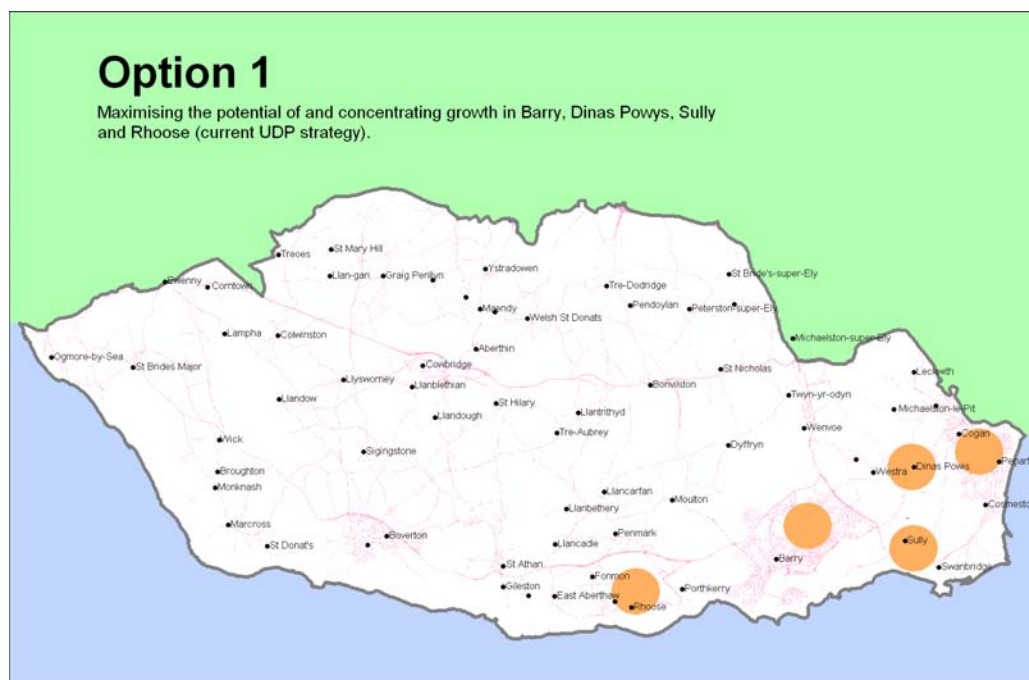 Option 1
Maximising the potential of and concentrating growth in Barry, Dinas Powys, Sully
and Rhoose (current UDP strategy).
St Mary Hill
Treoes
Llan-gan
Graig Penllyn
Ystradowen
St Bride's-super-Ely
Ewenny
Corntown
Tre-Dodridge
Pendoylan
Peterston-super-Ely
Maendy
Welsh St Donats
Lampha
Colwinston
Michaelston-super-Ely
Aberthin
Ogmore-by-Sea
St Brides Major
Cowbridge
St Nicholas
Leckwth
Llysworney
Llanblethian
Bonvilston
Twyn-yr-odyn
Llandow
St Hilary
Llandough
Llantrithyd
Michaelston-le-Pit
Wenvoe
Tre-Aubrey
Cogan
Wick
Dyffryn
Sigingstone
Broughton
Westra
Dinas Powis
Penart
Monknash
Llancarfan
Moulton
Llanbethery
Cosmeston
Marcross
Boverton
Penmark
St Donat's
Llancadle
Sully
Barry
St Athan
Swanbridge
Fonmon
Gileston
East Aberthaw
Porthkerry
Rhoose